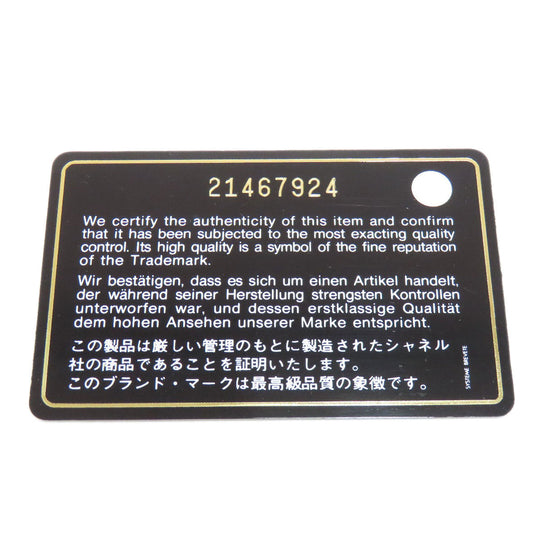 21467924
We certify the authenticity of this item and confirm
that it has been subjected to the most exacting quality
control. Its high quality is a symbol of the fine reputation
of the Trademark.
Wir bestätigen, dass es sich um einen Artikel handelt,
der während seiner Herstellung strengsten Kontrollen
unterworfen war, und dessen erstklassige Qualität
dem hohen Ansehen unserer Marke entspricht.
この製品は厳しい管理のもとに製造されたシャネル
社の商品であることを証明いたします。
このブランド・マークは最高級品質の象徴です。
SYSTEME BREVETE